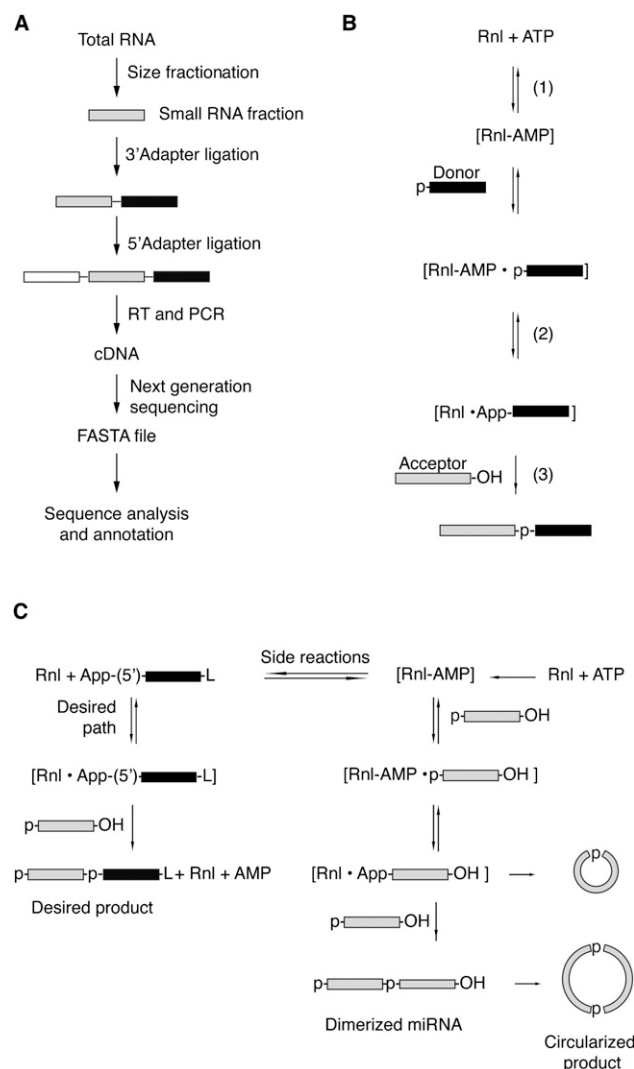 A
Total RNA
Size fractionation
Small RNA fraction
3'Adapter ligation
5'Adapter ligation
RT and PCR
cDNA
Next generation
sequencing
FASTA file
Sequence analysis
and annotation
B
Rnl + ATP
(1)
[Rnl-AMP]
Donor
p-
[Rnl-AMP • p- ]
(2)
[Rnl •App- ]
Acceptor
-OH
(3)
-p-
C
Rnl + App-(5')- -L
Side reactions
[Rnl-AMP]
Rnl + ATP
Desired
path
p- -OH
[Rnl • App-(5')- -L]
[Rnl-AMP •p- -OH ]
p- -OH
p- -p- -L + Rnl + AMP
Desired product
[Rnl • App- -OH ]
p
p- -OH
p- -p- -OH
Dimerized miRNA
p
p
Circularized
product